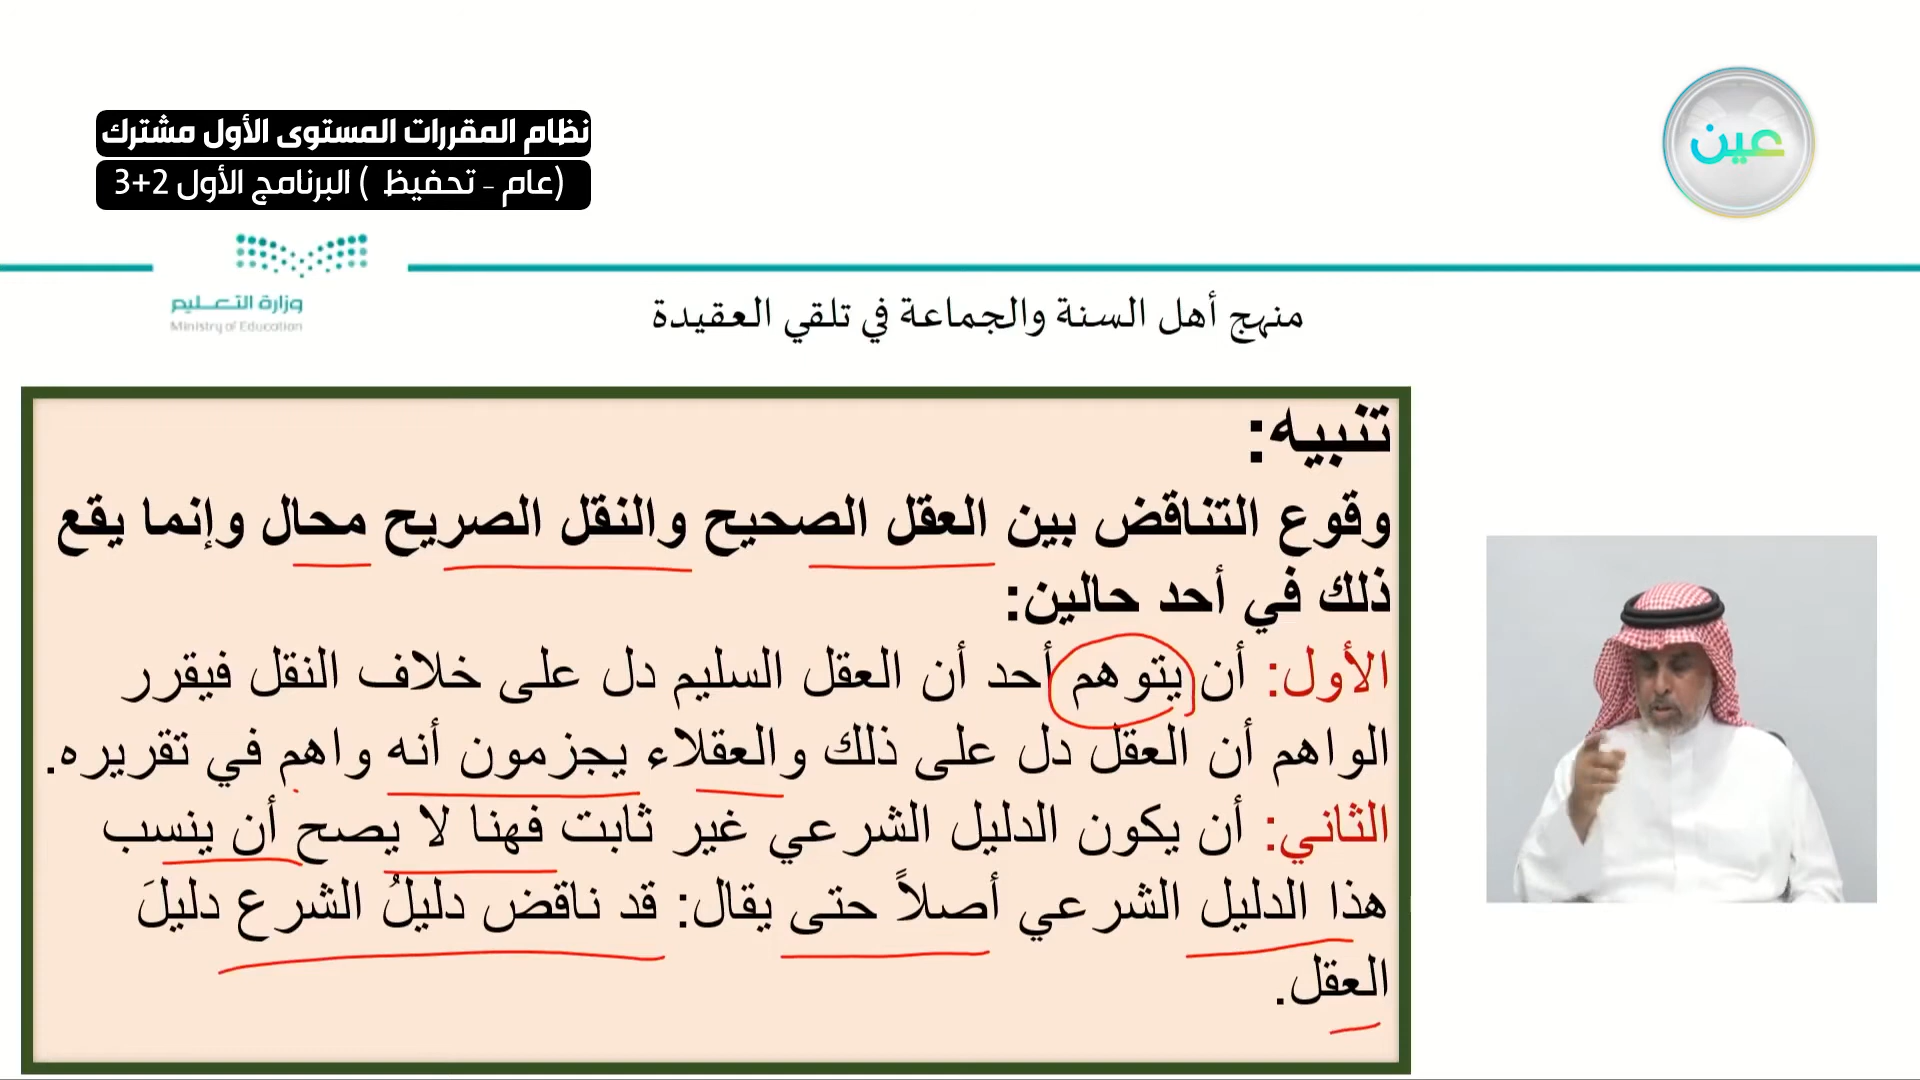 نظام المقررات المستوى الأول مشترك
(عام - تحفيظ ) البرنامج الأول 2+3
عين
وزارة التعليم
Ministry of Education
منهج أهل السنة والجماعة في تلقي العقيدة
تنبيه:
وقوع التناقض بين العقل الصحيح والنقل الصريح محال وإنما يقع
ذلك في أحد حالين:
الأول: أن يتوهم أحد أن العقل السليم دل على خلاف النقل فيقرر
الواهم أن العقل دل على ذلك والعقلاء يجزمون أنه واهم في تقريره.
الثاني: أن يكون الدليل الشرعي غير ثابت فهنا لا يصح أن ينسب
هذا الدليل الشرعي أصلاً حتى يقال: قد ناقض دليلُ الشرع دليلَ
العقل.